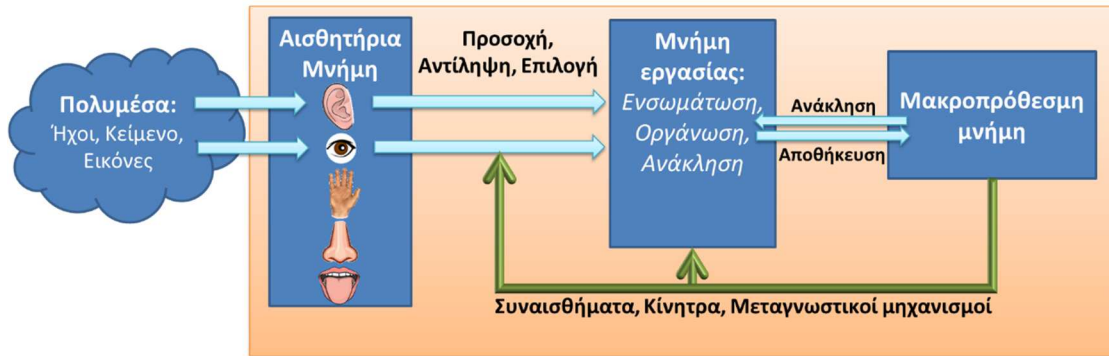 Πολυμέσα:
Ήχοι, Κείμενο,
Εικόνες
Αισθητήρια
Μνήμη
Προσοχή,
Αντίληψη, Επιλογή
Μνήμη
εργασίας:
Ενσωμάτωση,
Οργάνωση,
Ανάκληση
Ανάκληση
Αποθήκευση
Μακροπρόθεσμη
μνήμη
Συναισθήματα, Κίνητρα, Μεταγνωστικοί μηχανισμοί